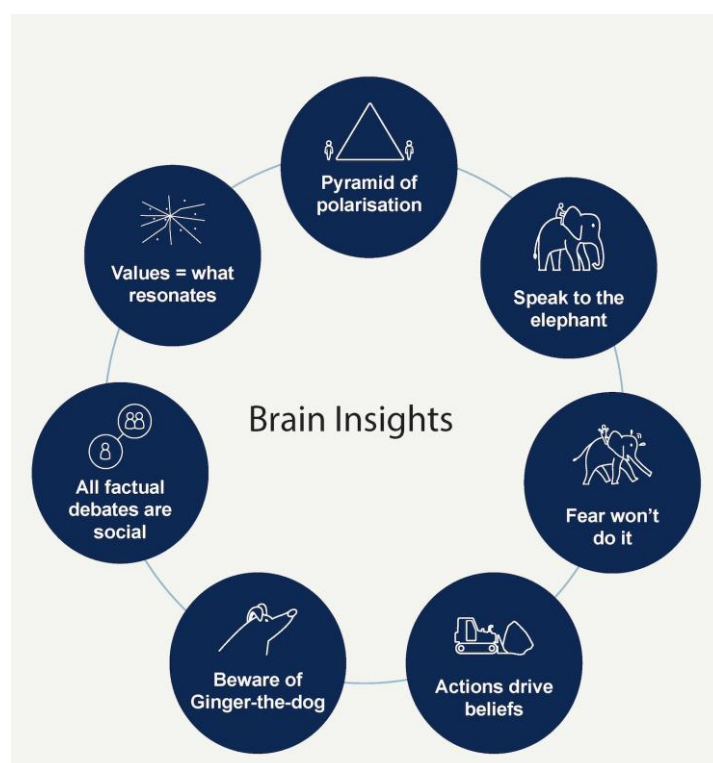 Pyramid of
polarisation
Values = what
resonates
Speak to the
elephant
Brain Insights
All factual
debates are
social
Fear won't
do it
Beware of
Ginger-the-dog
Actions drive
beliefs